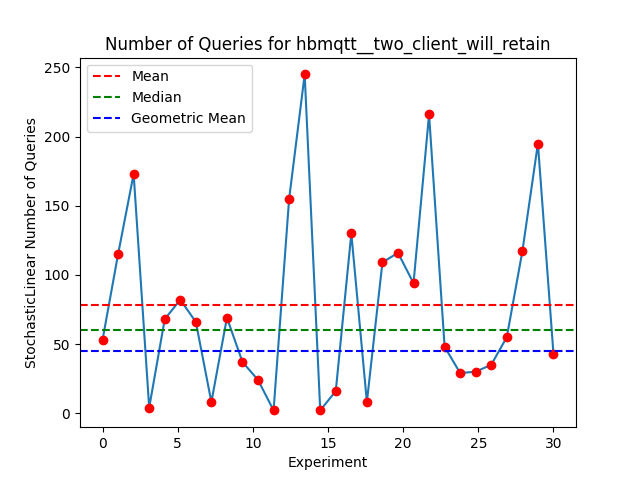 Number of Queries for hbmqtt__two_client_will_retain
StochasticLinear Number of Queries
250
200
150
100
50
0
Mean
Median
Geometric Mean
0 5 10 15 20 25 30
Experiment